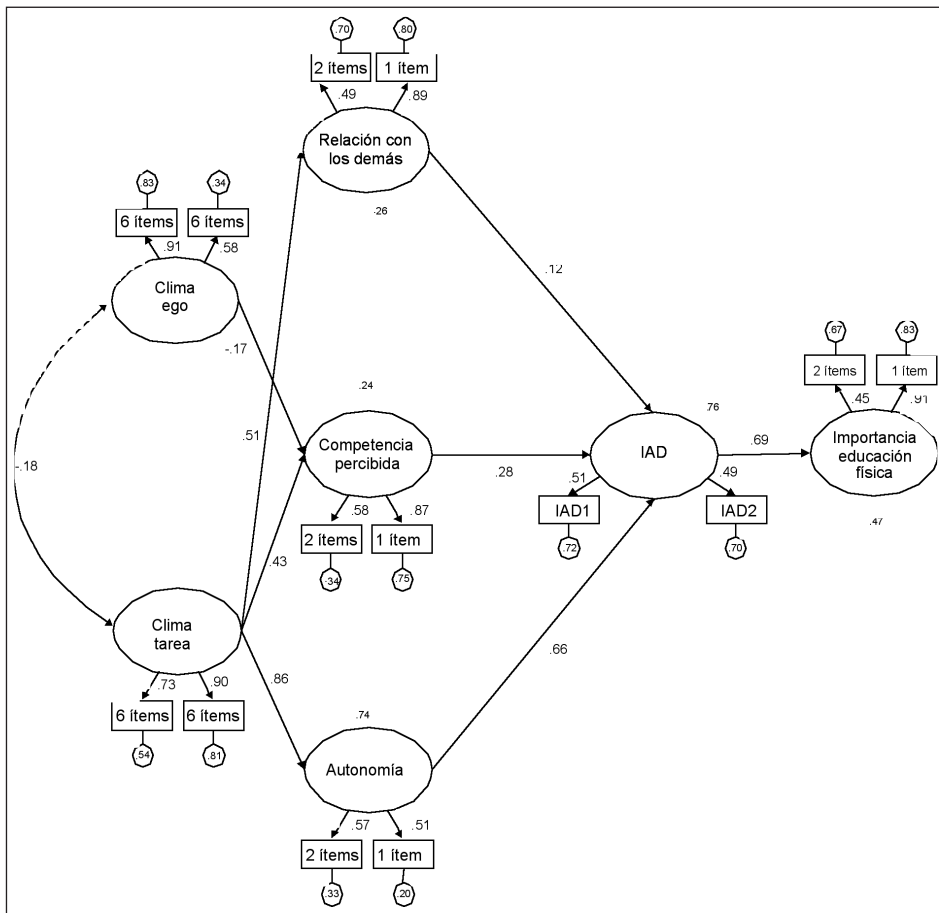 .70
.80
2 ítems
1 ítem
.49
.89
Relación con
los demás
.26
.83
.34
6 ítems
6 ítems
.91
.58
Clima
ego
-.17
.12
.24
.51
-.18
Competencia
percibida
.28
.58
.87
2 ítems
1 ítem
.34
.75
.43
.76
IAD
.51
.49
IAD1
IAD2
.72
.70
.69
.67
.83
2 ítems
1 ítem
.45
.91
Importancia
educación
física
.47
Clima
tarea
.73
.90
6 ítems
6 ítems
.54
.81
.86
.66
.74
Autonomía
.57
.51
2 ítems
1 ítem
.33
.20